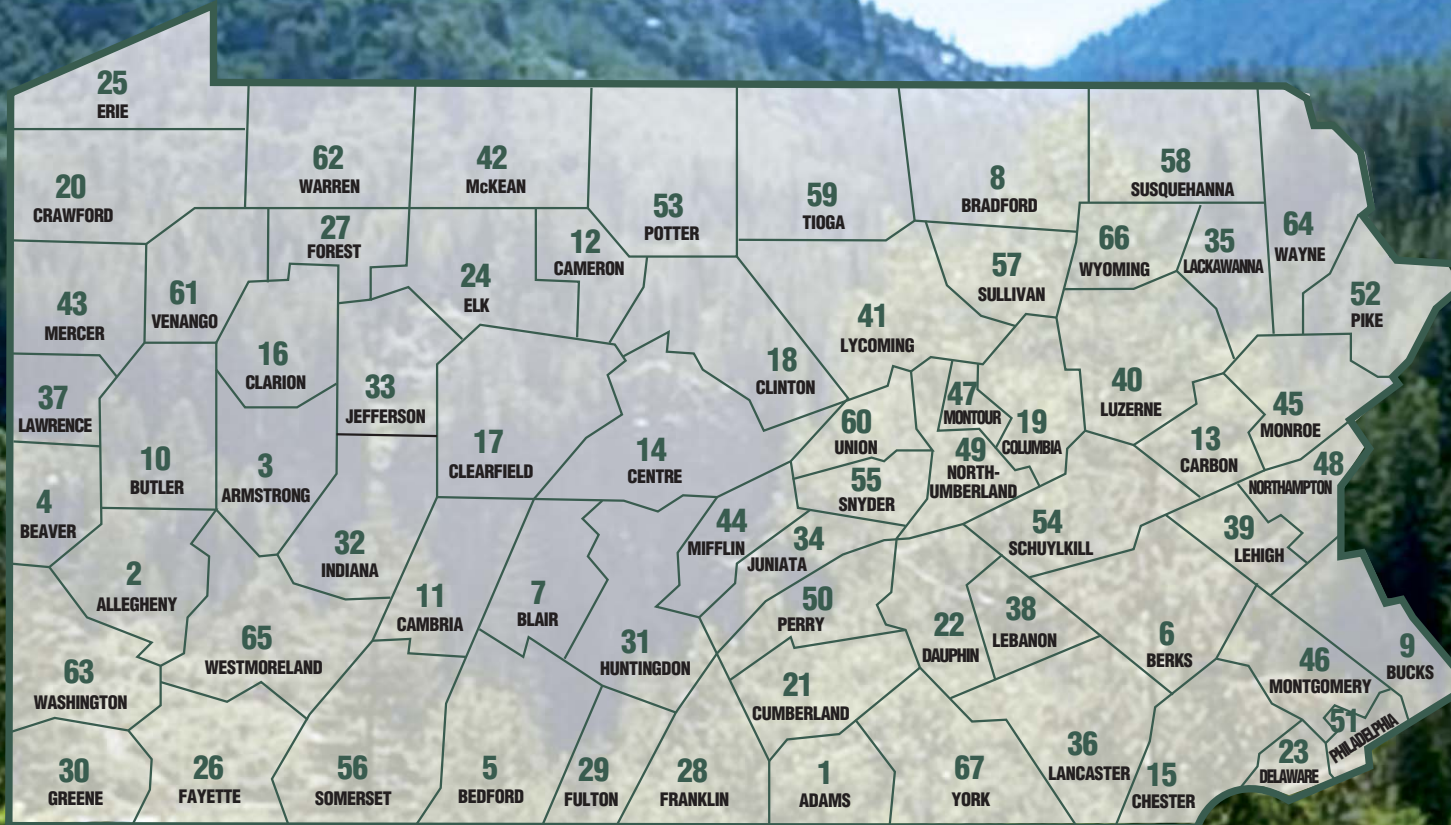 25
ERIE
62
WARREN
42
McKEAN
58
SUSQUEHANNA
20
CRAWFORD
53
POTTER
59
TIOGA
8
BRADFORD
27
FOREST
12
CAMERON
66
WYOMING
35
LACKAWANNA
64
WAYNE
43
MERCER
61
VENANGO
24
ELK
57
SULLIVAN
52
PIKE
16
CLARION
41
LYCOMING
18
CLINTON
37
LAWRENCE
33
JEFFERSON
47
MONTOUR
40
LUZERNE
45
MONROE
10
BUTLER
3
ARMSTRONG
17
CLEARFIELD
14
CENTRE
60
UNION
19
COLUMBIA
13
CARBON
4
BEAVER
55
SNYDER
49
NORTH-
UMBERLAND
48
NORTHAMPTON
32
INDIANA
44
MIFFLIN
34
JUNIATA
54
SCHUYLKILL
39
LEHIGH
2
ALLEGHENY
11
CAMBRIA
7
BLAIR
50
PERRY
22
DAUPHIN
38
LEBANON
65
WESTMORELAND
31
HUNTINGDON
6
BERKS
9
BUCKS
63
WASHINGTON
21
CUMBERLAND
46
MONTGOMERY
51
PHILADELPHIA
30
GREENE
26
FAYETTE
56
SOMERSET
5
BEDFORD
29
FULTON
28
FRANKLIN
1
ADAMS
67
YORK
36
LANCASTER
15
CHESTER
23
DELAWARE